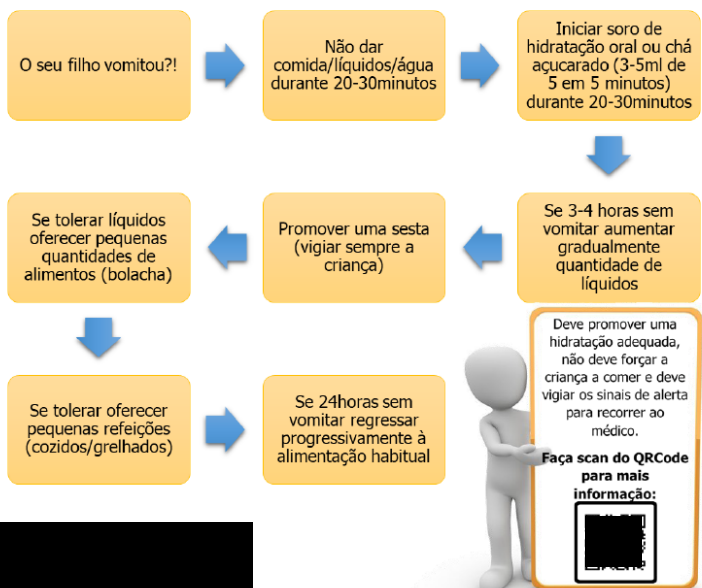 O seu filho vomitou?!
Não dar
comida/líquidos/água
durante 20-30minutos
Iniciar soro de
hidratação oral ou chá
açucarado (3-5ml de
5 em 5 minutos)
durante 20-30minutos
Se 3-4 horas sem
vomitar aumentar
gradualmente
quantidade de
líquidos
Promover uma sesta
(vigiar sempre a
criança)
Se tolerar líquidos
oferecer pequenas
quantidades de
alimentos (bolacha)
Se tolerar oferecer
pequenas refeições
(cozidos/grelhados)
Se 24horas sem
vomitar regressar
progressivamente à
alimentação habitual
Deve promover uma
hidratação adequada,
não deve forçar a
criança a comer e deve
vigiar os sinais de alerta
para recorrer ao
médico.
Faça scan do QRCode
para mais
informação: